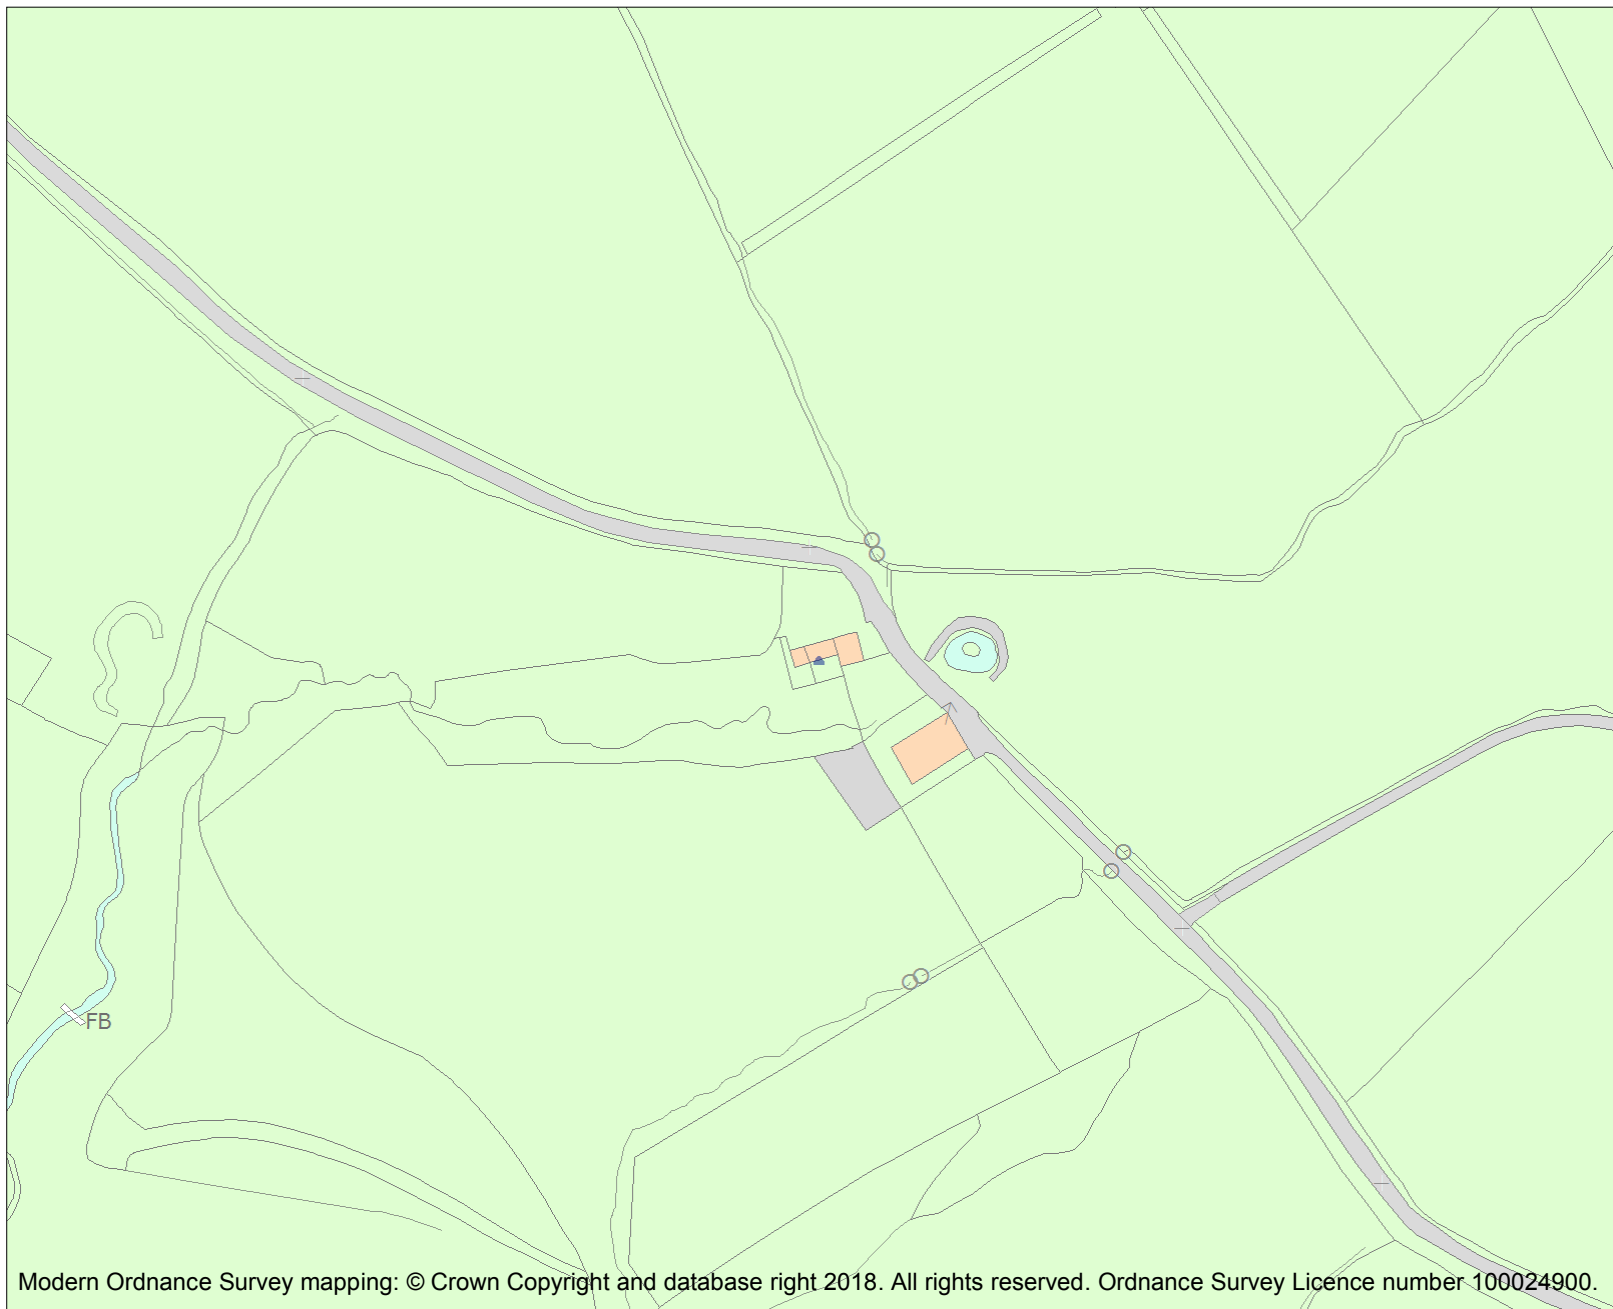 FB
Modern Ordnance Survey mapping: © Crown Copyright and database right 2018. All rights reserved. Ordnance Survey Licence number 100024900.